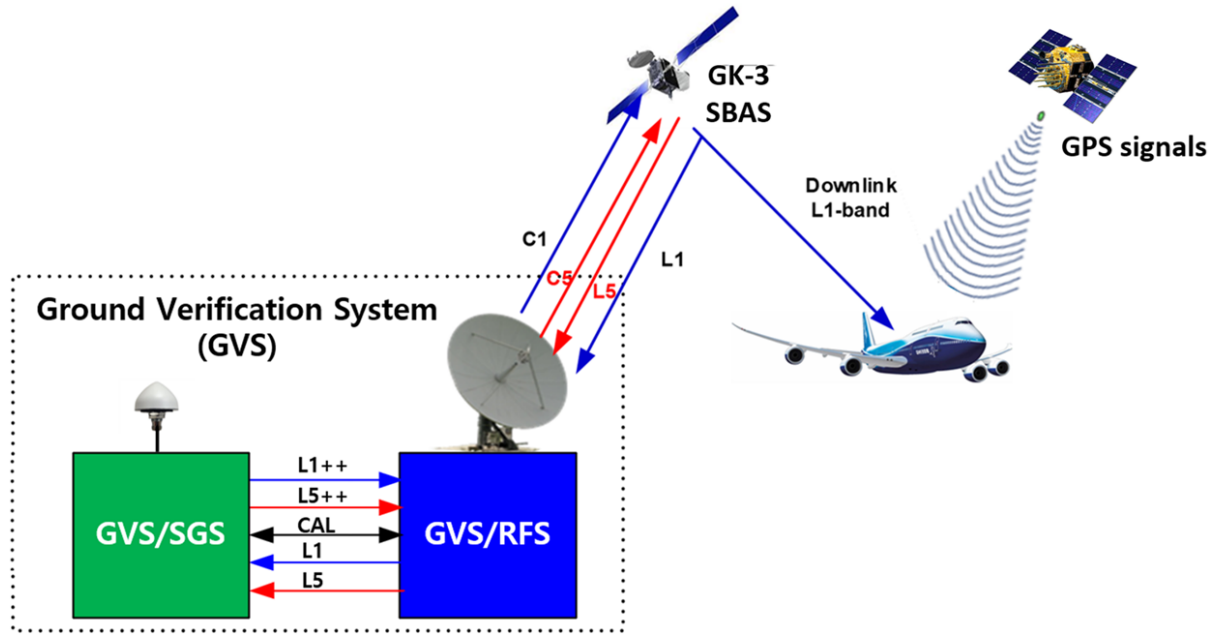 GK-3
SBAS
GPS signals
Downlink
L1-band
C1
C5
L5
L1
Ground Verification System
(GVS)
L1++
L5++
CAL
L1
L5
GVS/SGS
GVS/RFS